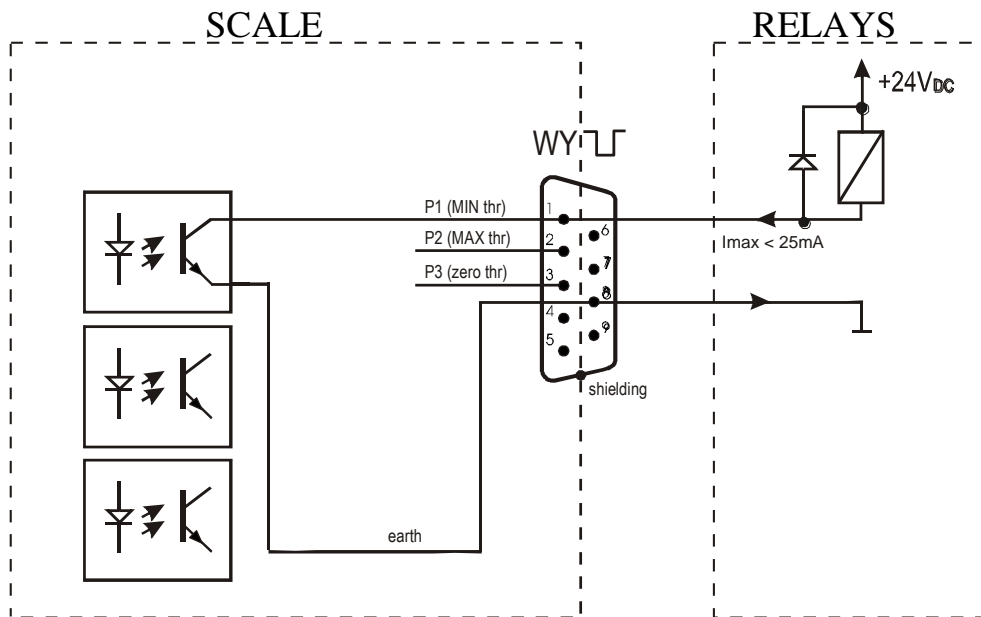 SCALE
RELAYS
+24VDC
WY
P1 (MIN thr)
1
6
Imax < 25mA
P2 (MAX thr)
2
7
P3 (zero thr)
3
8
4
9
5
shielding
earth